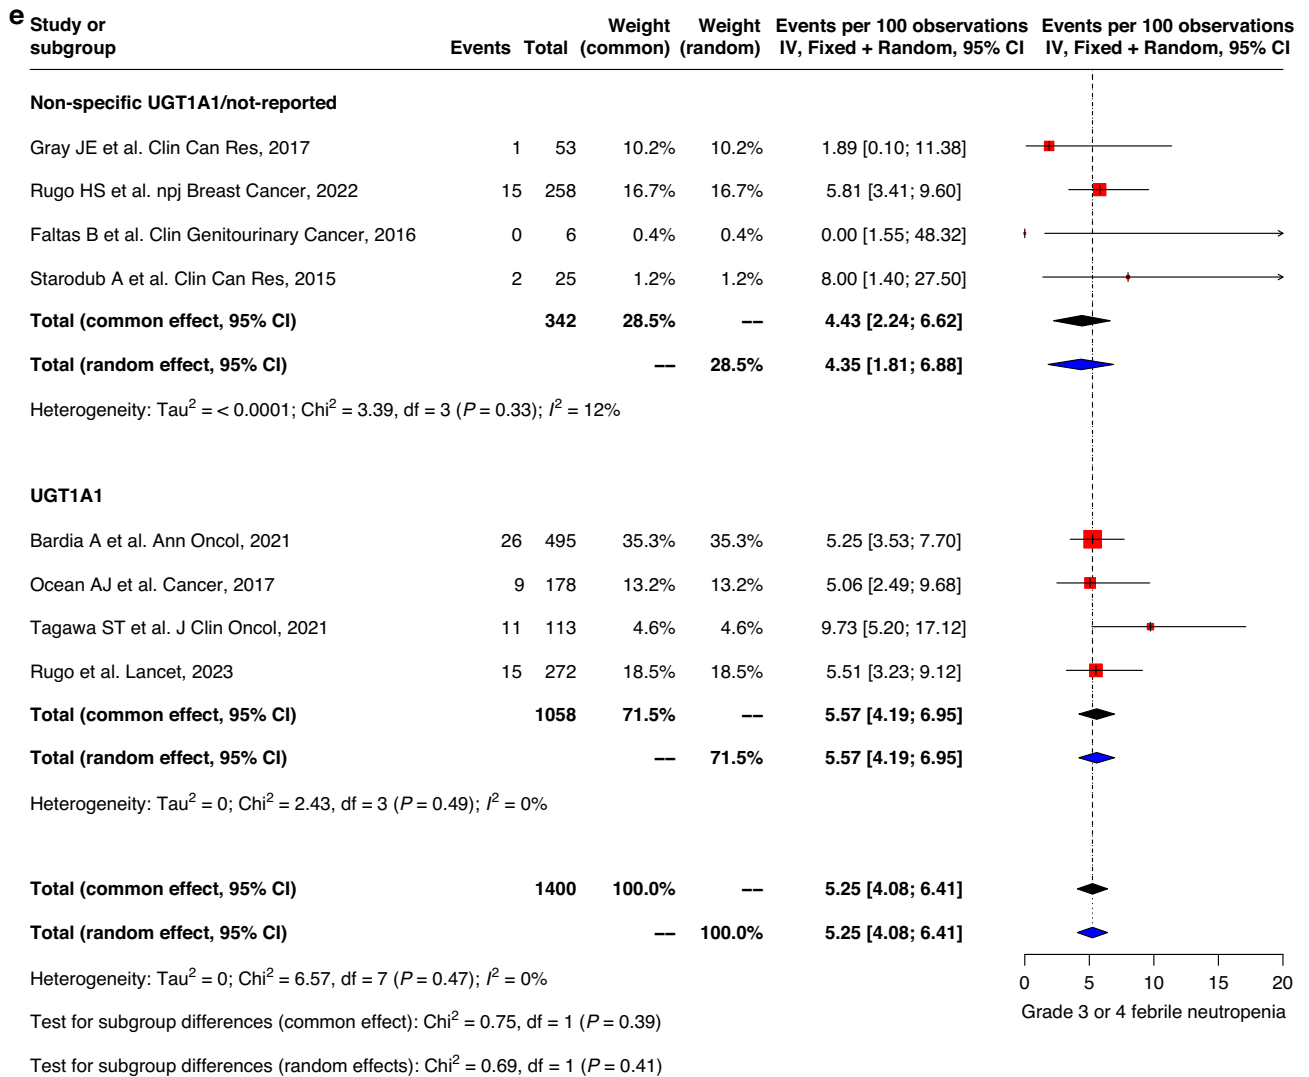 e
Study or subgroup Events Total Weight (common) Weight (random) Events per 100 observations IV, Fixed + Random, 95% CI Events per 100 observations IV, Fixed + Random, 95% CI
Non-specific UGT1A1/not-reported
Gray JE et al. Clin Can Res, 2017 1 53 10.2% 10.2% 1.89 [0.10; 11.38]
Rugo HS et al. npj Breast Cancer, 2022 15 258 16.7% 16.7% 5.81 [3.41; 9.60]
Faltas B et al. Clin Genitourinary Cancer, 2016 0 6 0.4% 0.4% 0.00 [1.55; 48.32]
Starodub A et al. Clin Can Res, 2015 2 25 1.2% 1.2% 8.00 [1.40; 27.50]
Total (common effect, 95% CI) 342 28.5% −− 4.43 [2.24; 6.62]
Total (random effect, 95% CI) −− 28.5% 4.35 [1.81; 6.88]
Heterogeneity: Tau² = < 0.0001; Chi² = 3.39, df = 3 (P = 0.33); I² = 12%
UGT1A1
Bardia A et al. Ann Oncol, 2021 26 495 35.3% 35.3% 5.25 [3.53; 7.70]
Ocean AJ et al. Cancer, 2017 9 178 13.2% 13.2% 5.06 [2.49; 9.68]
Tagawa ST et al. J Clin Oncol, 2021 11 113 4.6% 4.6% 9.73 [5.20; 17.12]
Rugo et al. Lancet, 2023 15 272 18.5% 18.5% 5.51 [3.23; 9.12]
Total (common effect, 95% CI) 1058 71.5% −− 5.57 [4.19; 6.95]
Total (random effect, 95% CI) −− 71.5% 5.57 [4.19; 6.95]
Heterogeneity: Tau² = 0; Chi² = 2.43, df = 3 (P = 0.49); I² = 0%
Total (common effect, 95% CI) 1400 100.0% −− 5.25 [4.08; 6.41]
Total (random effect, 95% CI) −− 100.0% 5.25 [4.08; 6.41]
Heterogeneity: Tau² = 0; Chi² = 6.57, df = 7 (P = 0.47); I² = 0%
0 5 10 15 20
Grade 3 or 4 febrile neutropenia
Test for subgroup differences (common effect): Chi² = 0.75, df = 1 (P = 0.39)
Test for subgroup differences (random effects): Chi² = 0.69, df = 1 (P = 0.41)